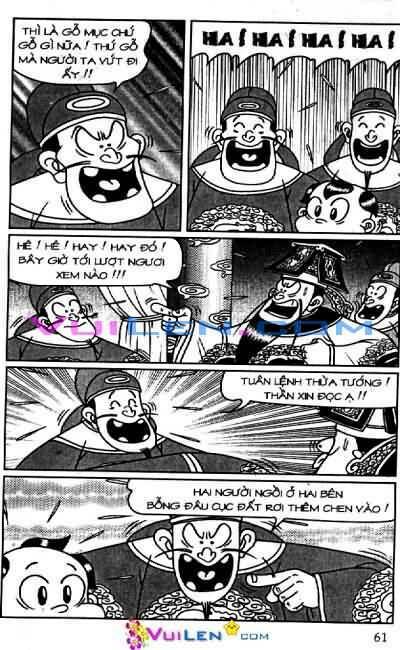 THÌ LÀ GỖ MỤC CHỨ
GỖ GÌ NỮA! THỨ GỖ
MÀ NGƯỜI TA VỨT ĐI
ẤY!!
HA! HA! HA! HA!
HÊ! HÊ! HAY! HAY ĐÓ!
BÂY GIỜ TỚI LƯỢT NGƯƠI
XEM NÀO!!!
VUILEN.COM
TUÂN LỆNH THỪA TƯỚNG!
THẦN XIN ĐỌC Ạ!
HAI NGƯỜI NGỒI Ở HAI BÊN
BỖNG ĐÂU CỤC ĐẤT RƠI THÊM CHEN VÀO!
61
VUILEN.COM